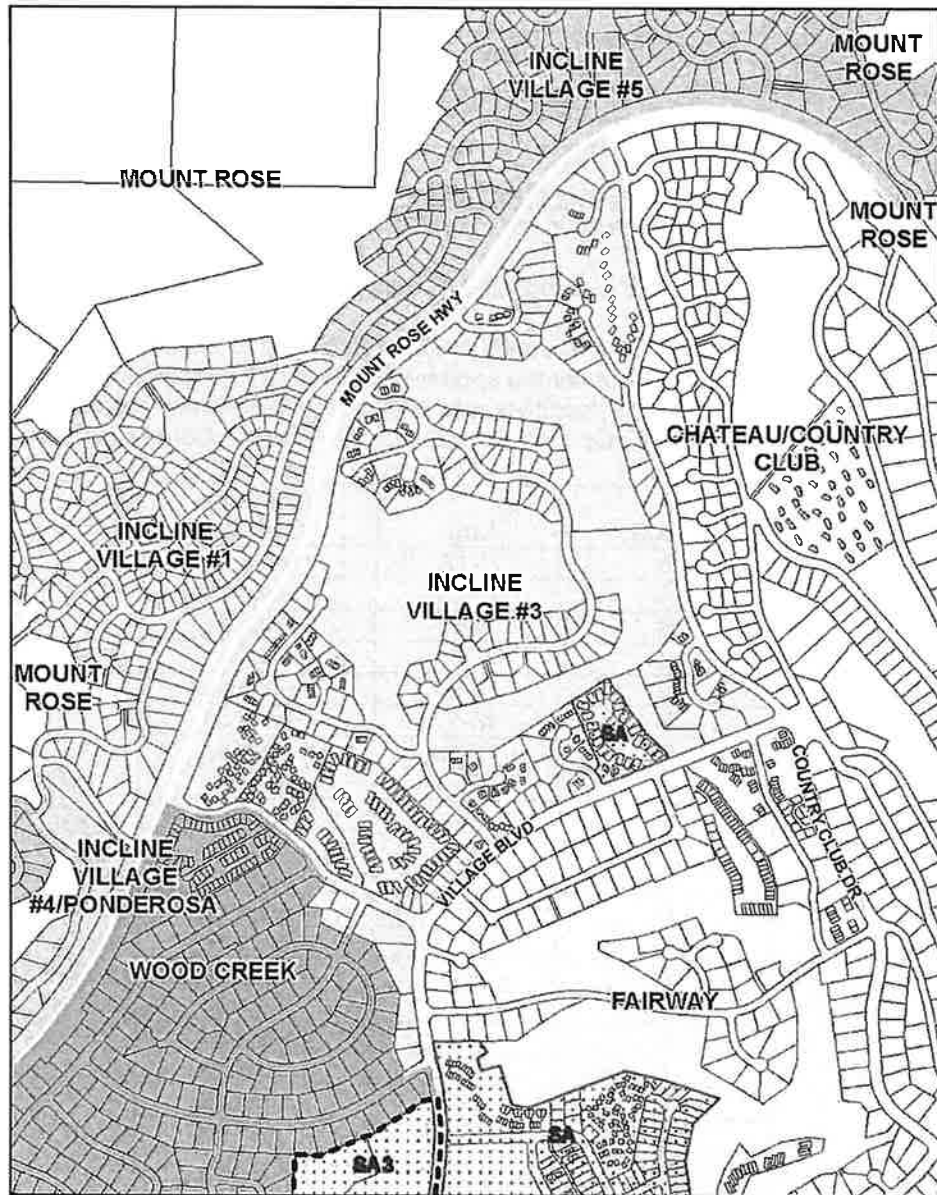 INCLINE
VILLAGE #5
MOUNT
ROSE
MOUNT ROSE
MOUNT
ROSE
MOUNT ROSE HWY
CHATEAU/COUNTRY
CLUB
INCLINE
VILLAGE #1
INCLINE
VILLAGE #3
MOUNT
ROSE
SA
COUNTRY CLUB DR
VILLAGE BLVD
INCLINE
VILLAGE
#4/PONDEROSA
WOOD CREEK
FAIRWAY
SA
SA3